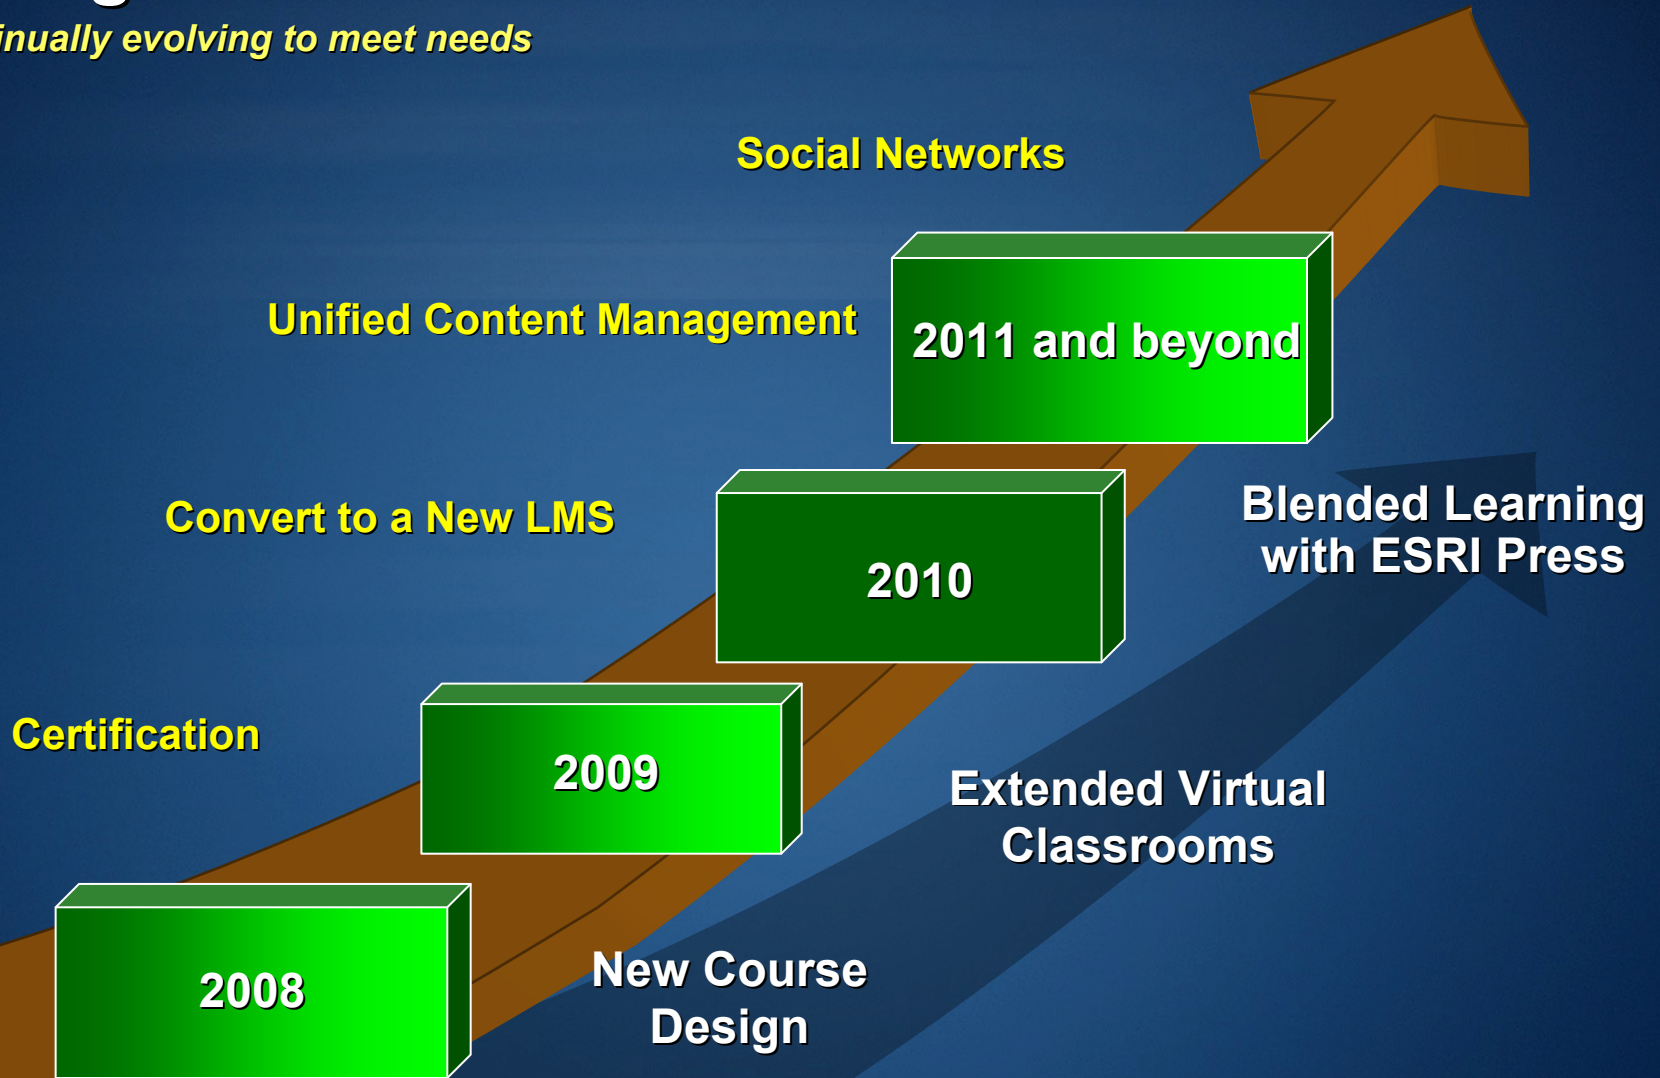 evolving to meet needs
Social Networks
Unified Content Management
2011 and beyond
Convert to a New LMS
Blended Learning
with ESRI Press
2010
Certification
2009
Extended Virtual
Classrooms
2008
New Course
Design